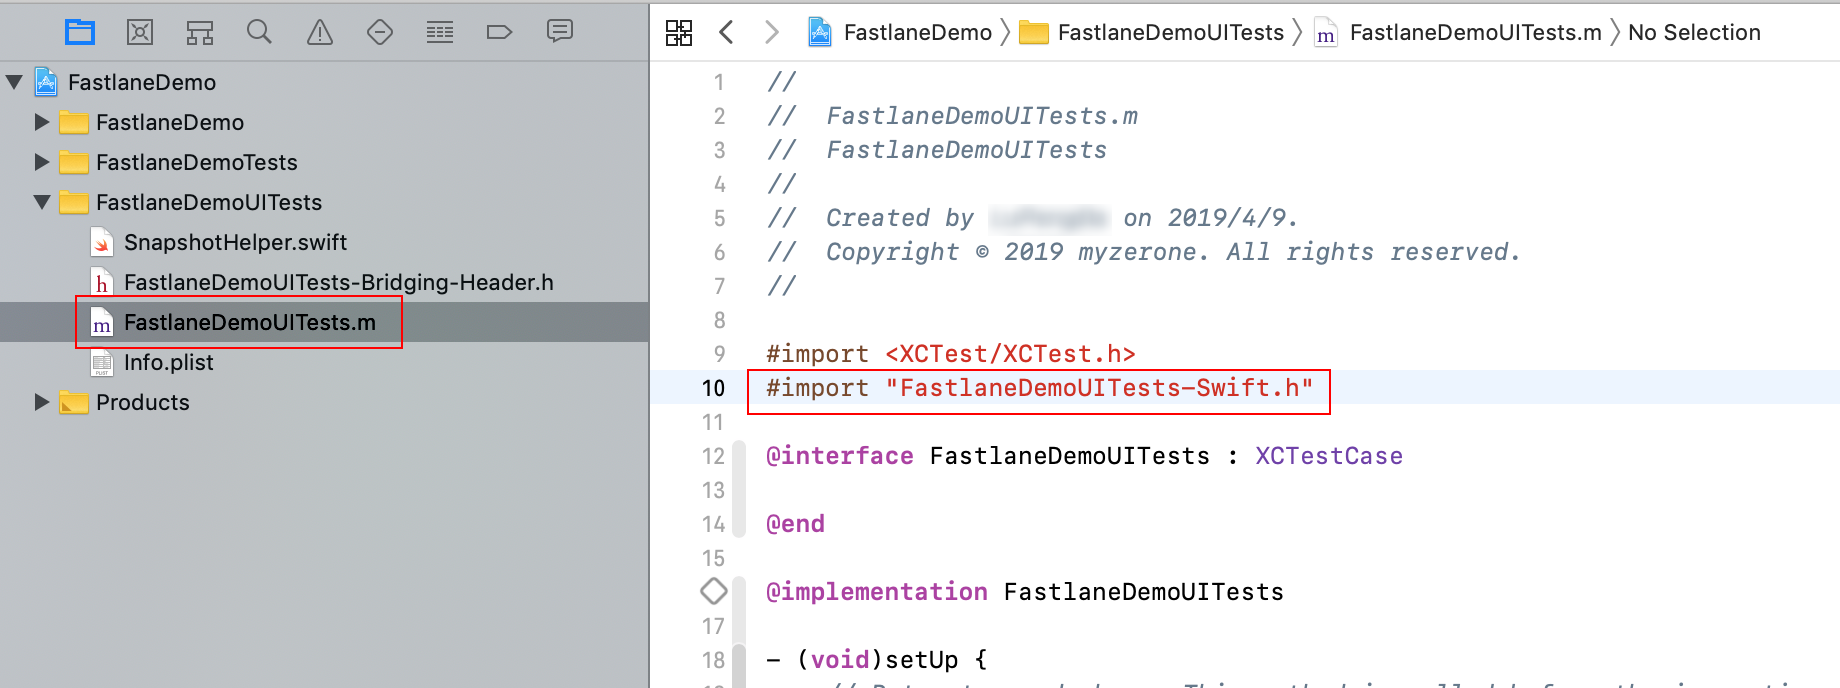 FastlaneDemo
FastlaneDemo
FastlaneDemoTests
FastlaneDemoUITests
SnapshotHelper.swift
h FastlaneDemoUITests-Bridging-Header.h
m FastlaneDemoUITests.m
PLIST Info.plist
Products
FastlaneDemo FastlaneDemoUITests m FastlaneDemoUITests.m No Selection
1 //
2 // FastlaneDemoUITests.m
3 // FastlaneDemoUITests
4 //
5 // Created by on 2019/4/9.
6 // Copyright © 2019 myzerone. All rights reserved.
7 //
8
9 #import <XCTest/XCTest.h>
10 #import "FastlaneDemoUITests-Swift.h"
11
12 @interface FastlaneDemoUITests : XCTestCase
13
14 @end
15
@implementation FastlaneDemoUITests
17
18 - (void)setUp {